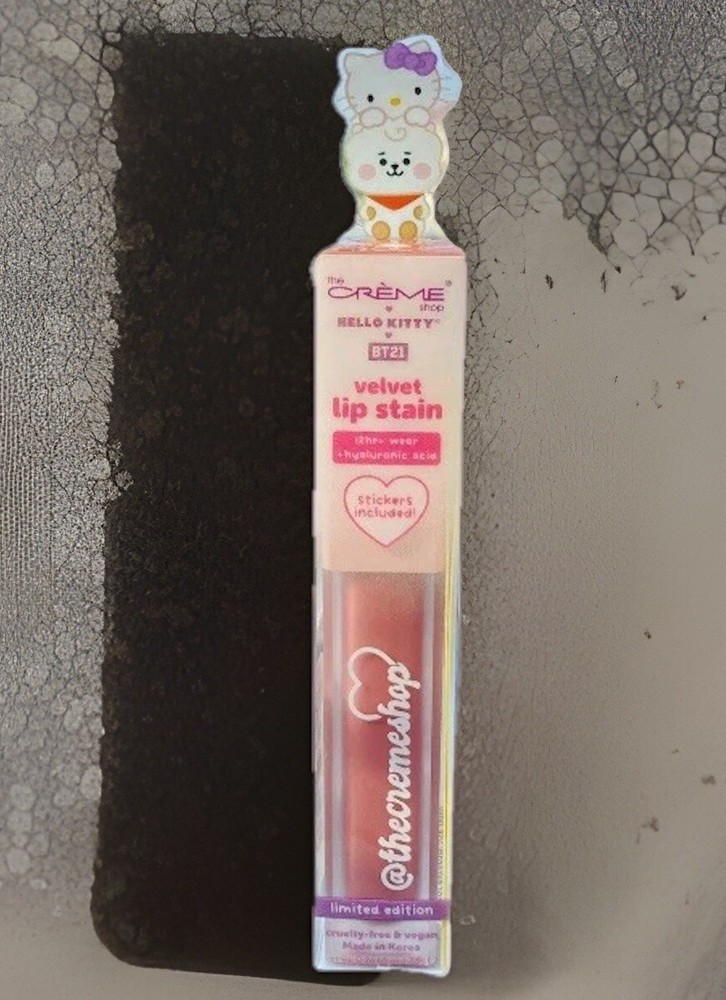 the
CRÈME®
shop
HELLO KITTY®
BT21
velvet
lip stain
12hr+ wear
+hyaluronic acid
Stickers
included!
@thecremeshop
limited edition
cruelty-free & vegan
Made in Korea